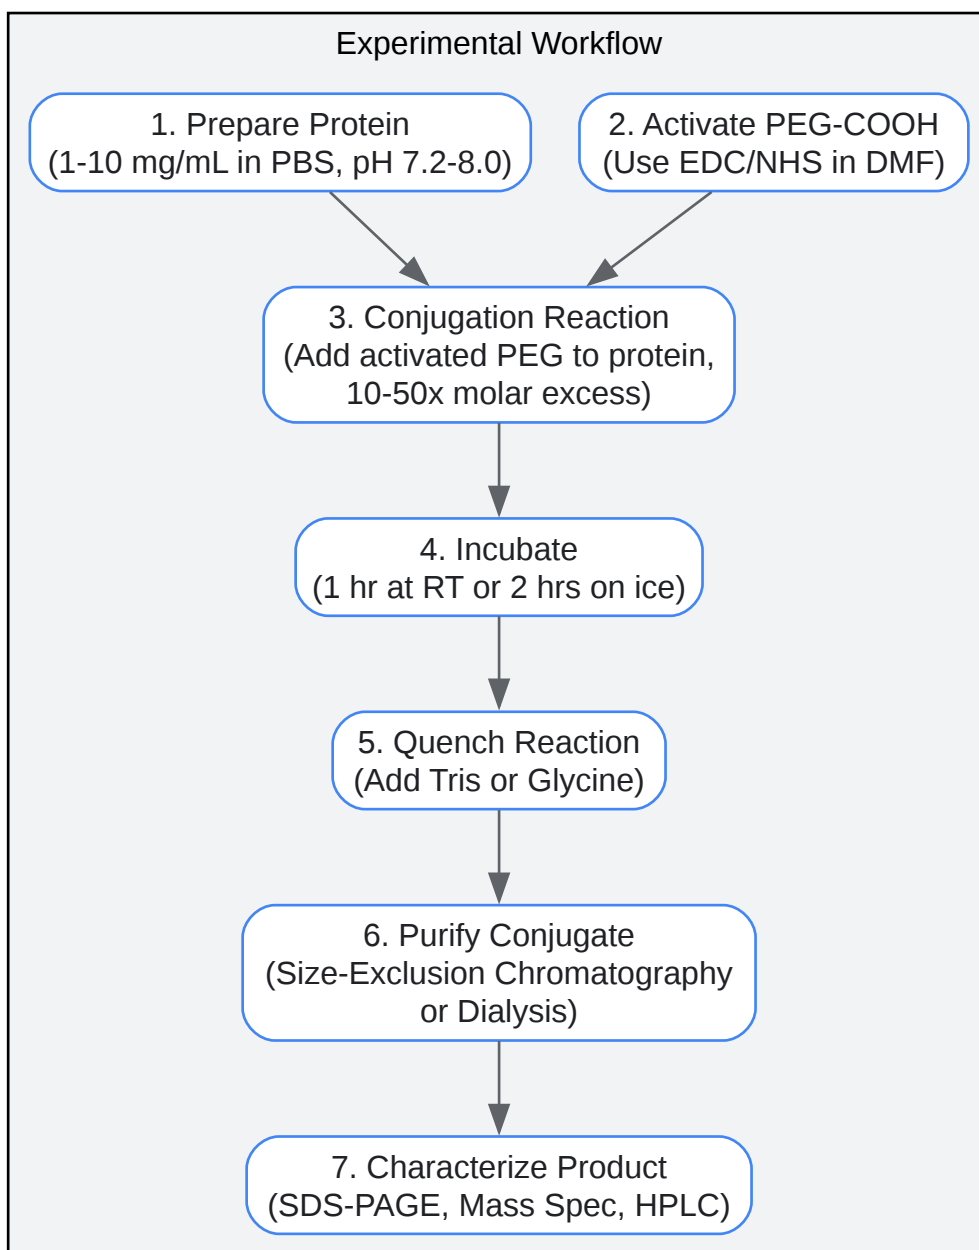 Experimental Workflow
1. Prepare Protein
(1-10 mg/mL in PBS, pH 7.2-8.0)
2. Activate PEG-COOH
(Use EDC/NHS in DMF)
3. Conjugation Reaction
(Add activated PEG to protein,
10-50x molar excess)
4. Incubate
(1 hr at RT or 2 hrs on ice)
5. Quench Reaction
(Add Tris or Glycine)
6. Purify Conjugate
(Size-Exclusion Chromatography
or Dialysis)
7. Characterize Product
(SDS-PAGE, Mass Spec, HPLC)